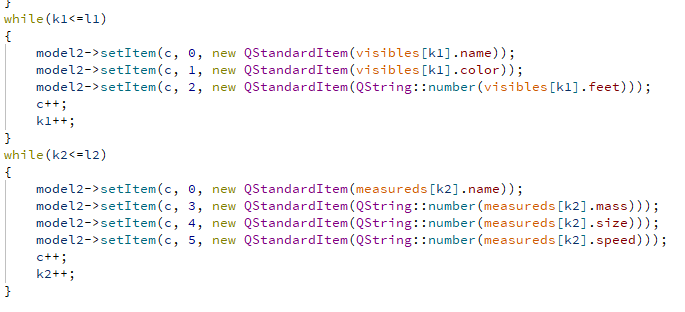 }
while(k1<=l1)
{
    model2->setItem(c, 0, new QStandardItem(visibles[k1].name));
    model2->setItem(c, 1, new QStandardItem(visibles[k1].color));
    model2->setItem(c, 2, new QStandardItem(QString::number(visibles[k1].feet)));
    c++;
    k1++;
}
while(k2<=l2)
{
    model2->setItem(c, 0, new QStandardItem(measureds[k2].name));
    model2->setItem(c, 3, new QStandardItem(QString::number(measureds[k2].mass)));
    model2->setItem(c, 4, new QStandardItem(QString::number(measureds[k2].size)));
    model2->setItem(c, 5, new QStandardItem(QString::number(measureds[k2].speed)));
    c++;
    k2++;
}